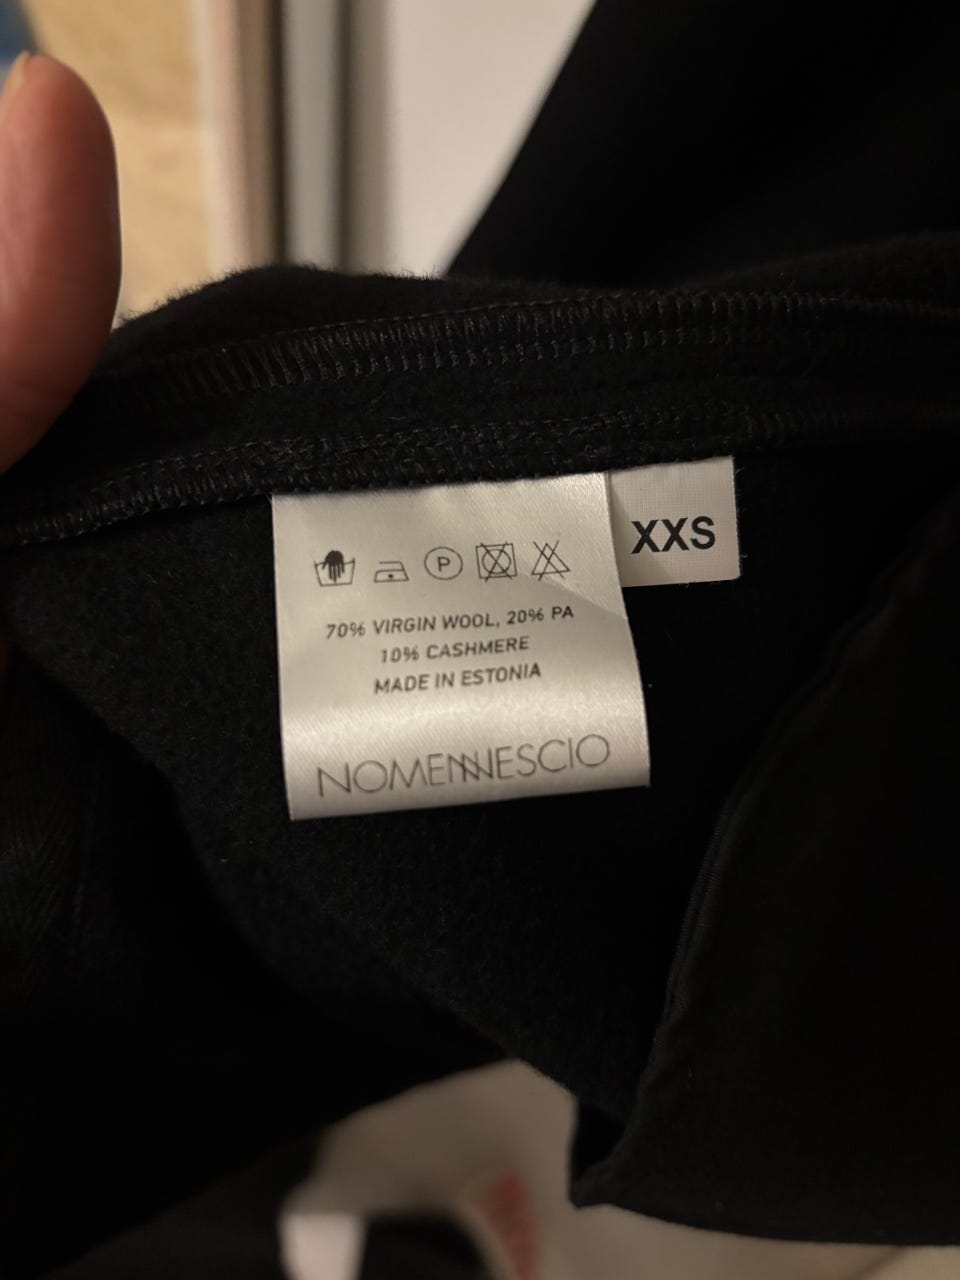 XXS
P
70% VIRGIN WOOL, 20% PA
10% CASHMERE
MADE IN ESTONIA
NOMENNESCIO